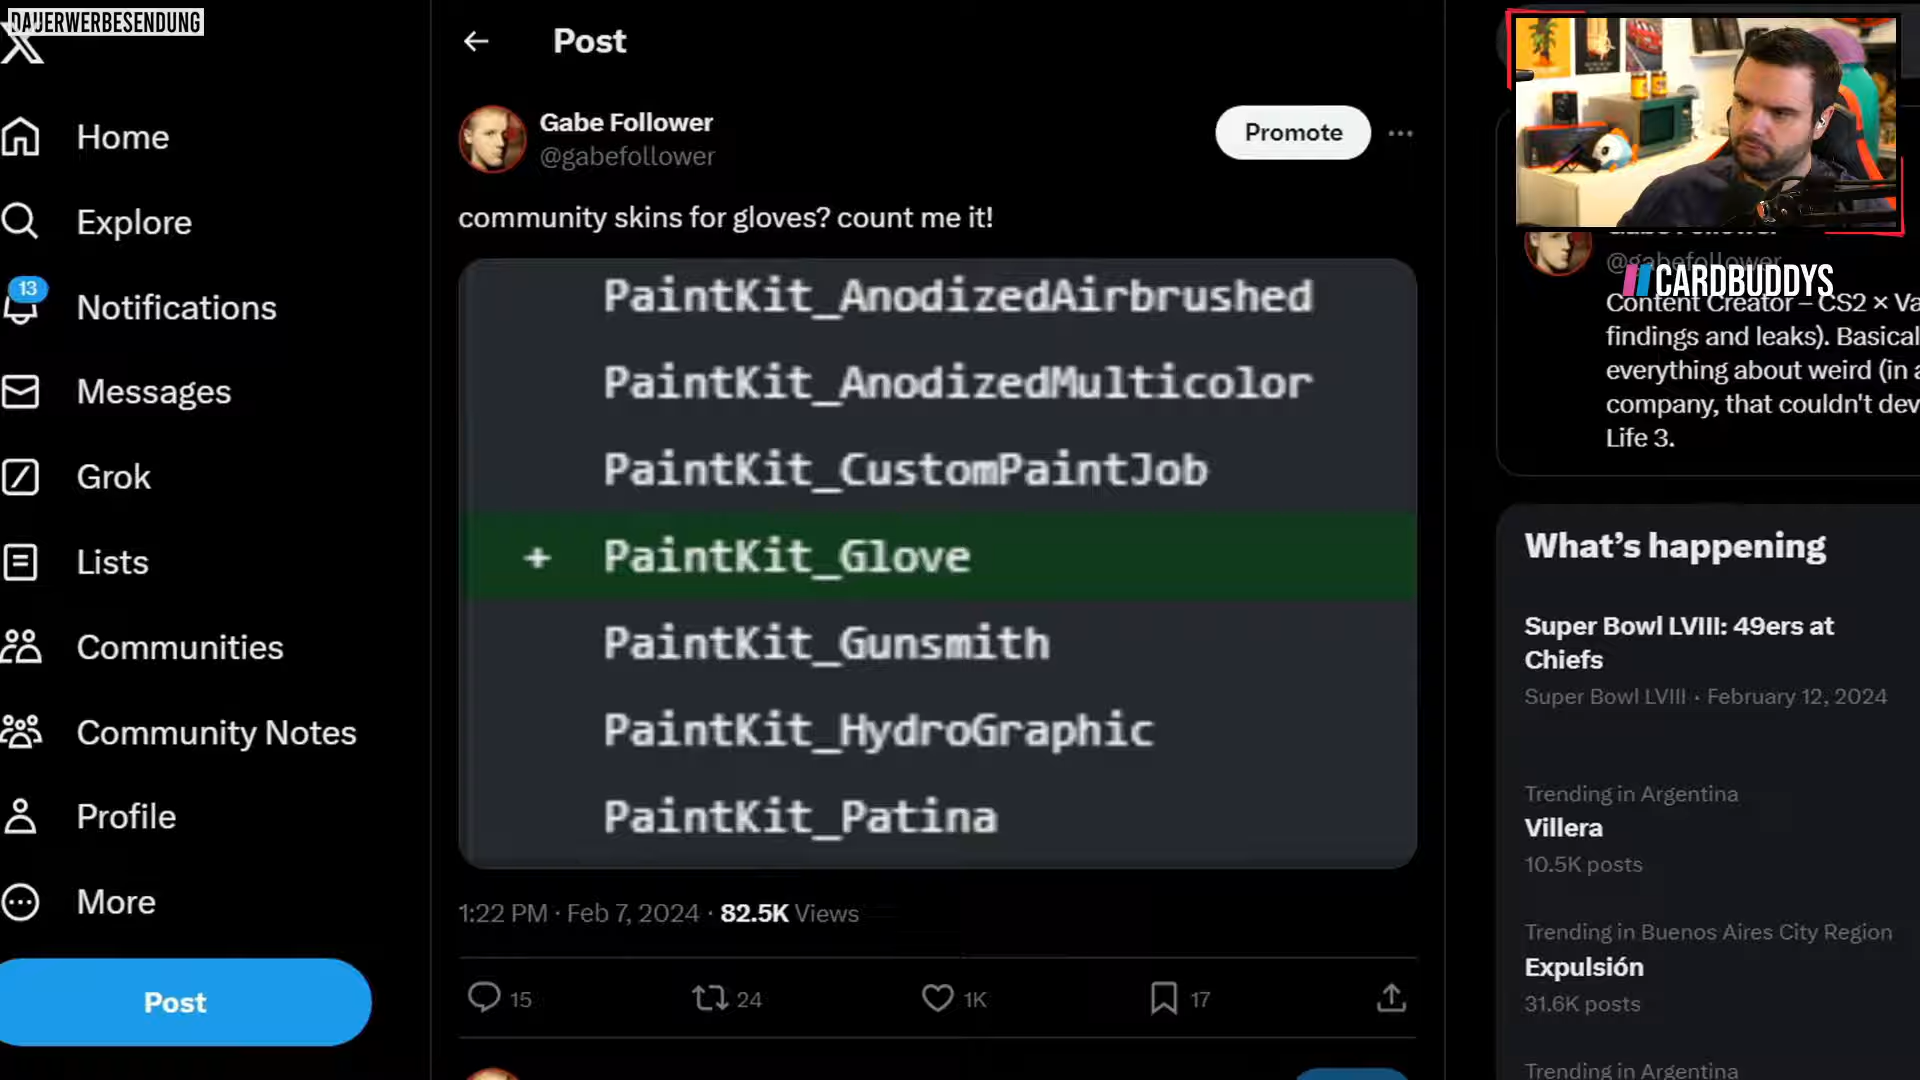 DAUERWERBESENDUNG
Home
Explore
13
Notifications
Messages
Grok
Lists
Communities
Community Notes
Profile
More
Post
Post
Gabe Follower
@gabefollower
Promote
community skins for gloves? count me it!
PaintKit_AnodizedAirbrushed
PaintKit_AnodizedMulticolor
PaintKit_CustomPaintJob
+ PaintKit_Glove
PaintKit_Gunsmith
PaintKit_HydroGraphic
PaintKit_Patina
1:22 PM · Feb 7, 2024 · 82.5K Views
15
24
1K
17
@gabefollower
CARDBUDDYS
Content Creator – CS2 × Va
findings and leaks). Basical
everything about weird (in a
company, that couldn't dev
Life 3.
What's happening
Super Bowl LVIII: 49ers at
Chiefs
Super Bowl LVIII · February 12, 2024
Trending in Argentina
Villera
10.5K posts
Trending in Buenos Aires City Region
Expulsión
31.6K posts
Trending in Argentina